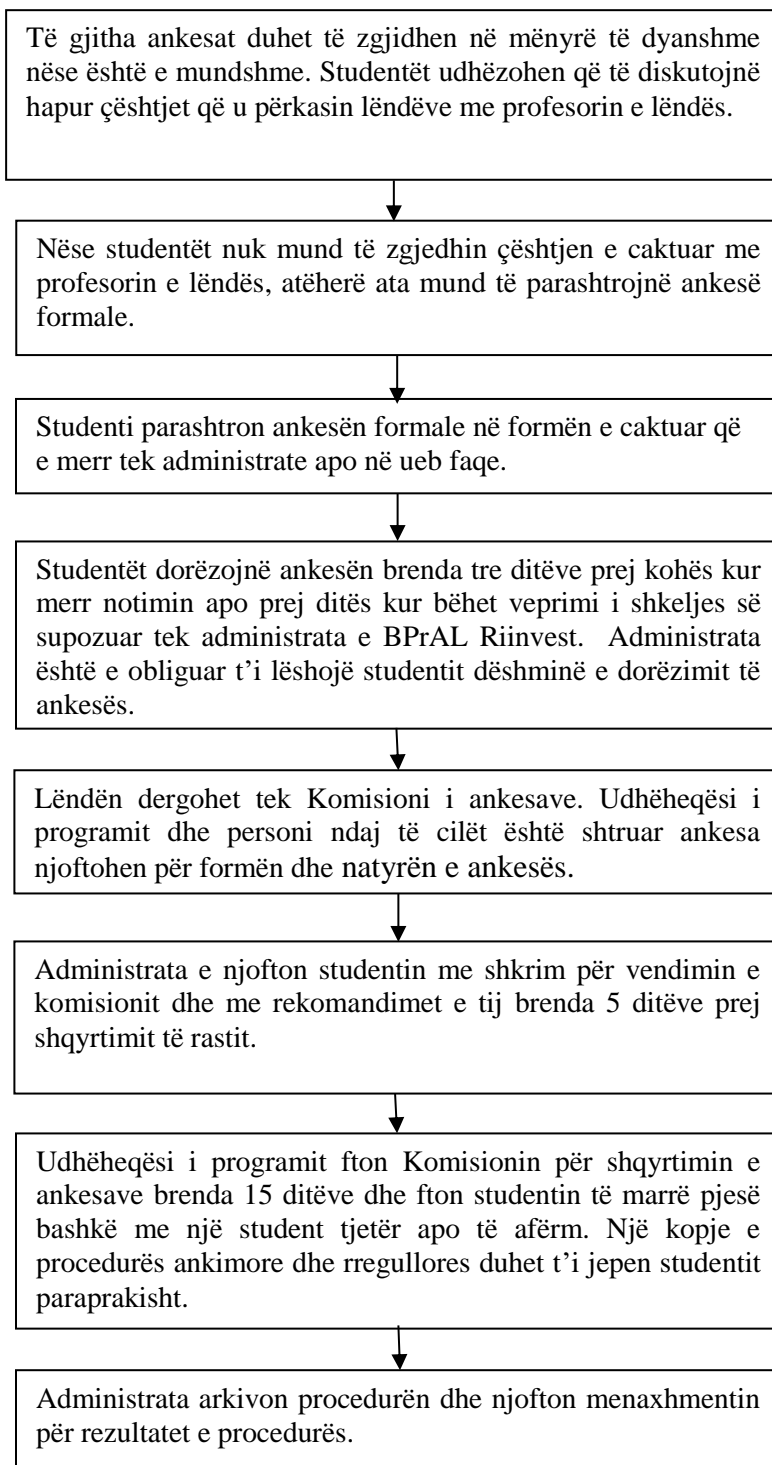 Të gjitha ankesat duhet të zgjidhen në mënyrë të dyanshme
nëse është e mundshme. Studentët udhëzohen që të diskutojnë
hapur çështjet që u përkasin lëndëve me profesorin e lëndës.
Nëse studentët nuk mund të zgjedhin çështjen e caktuar me
profesorin e lëndës, atëherë ata mund të parashtrojnë ankesë
formale.
Studenti parashtron ankesën formale në formën e caktuar që
e merr tek administrate apo në ueb faqe.
Studentët dorëzojnë ankesën brenda tre ditëve prej kohës kur
merr notimin apo prej ditës kur bëhet veprimi i shkeljes së
supozuar tek administrata e BPrAL Riinvest. Administrata
është e obliguar t’i lëshojë studentit dëshminë e dorëzimit të
ankesës.
Lëndën dergohet tek Komisioni i ankesave. Udhëheqësi i
programit dhe personi ndaj të cilët është shtruar ankesa
njoftohen për formën dhe natyrën e ankesës.
Administrata e njofton studentin me shkrim për vendimin e
komisionit dhe me rekomandimet e tij brenda 5 ditëve prej
shqyrtimit të rastit.
Udhëheqësi i programit fton Komisionin për shqyrtimin e
ankesave brenda 15 ditëve dhe fton studentin të marrë pjesë
bashkë me një student tjetër apo të afërm. Një kopje e
procedurës ankimore dhe rregullores duhet t’i jepen studentit
paraprakisht.
Administrata arkivon procedurën dhe njofton menaxhmentin
për rezultatet e procedurës.